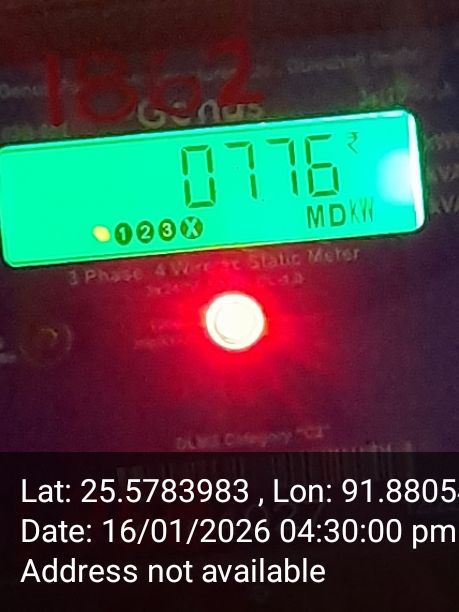 1862
Genus
0776 ₹
MD KW
1 2 3 X
3 Phase 4 Wire Static Meter
DLMS Category "C2"
Lat: 25.5783983 , Lon: 91.8805
Date: 16/01/2026 04:30:00 pm
Address not available